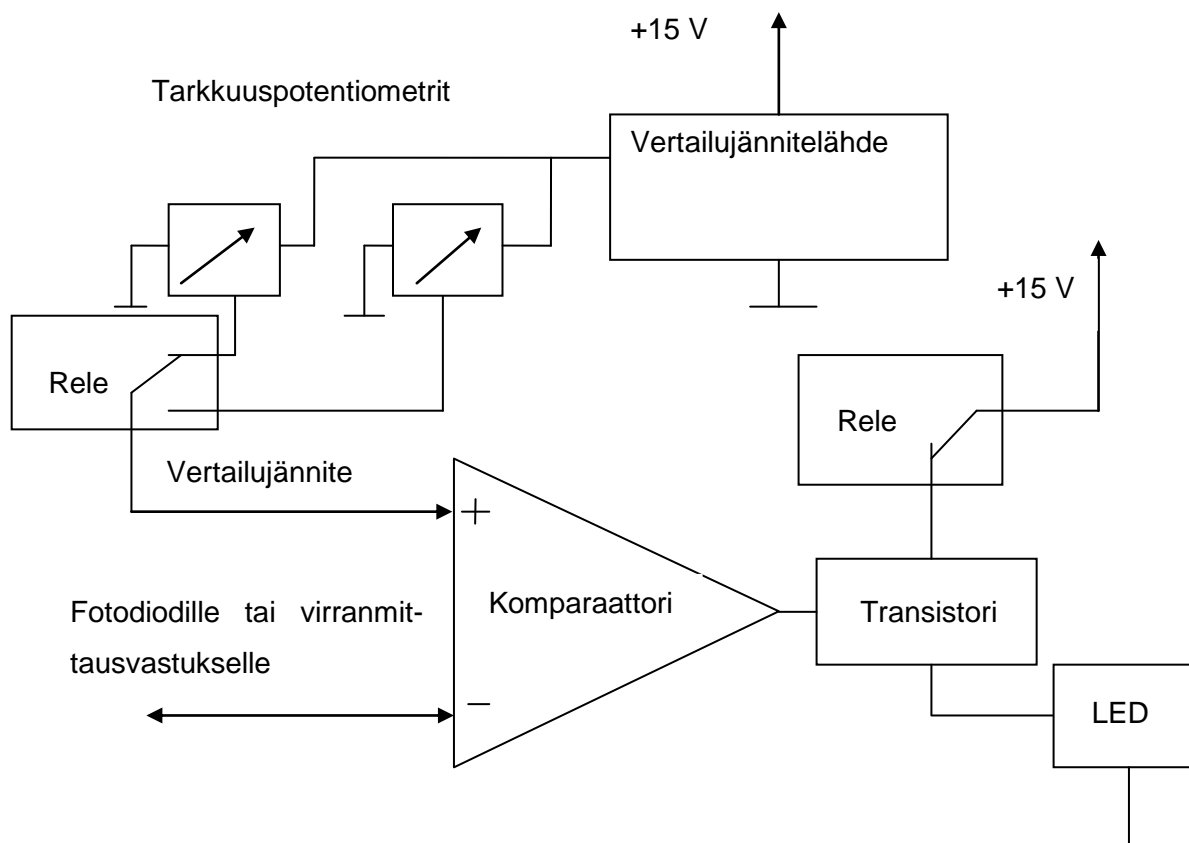 +15 V
Tarkkuuspotentiometrit
Vertailujännitelähde
+15 V
Rele
Rele
Vertailujännite
+
Komparaattori
Fotodiodille tai virranmit-
tausvastukselle
Transistori
−
LED